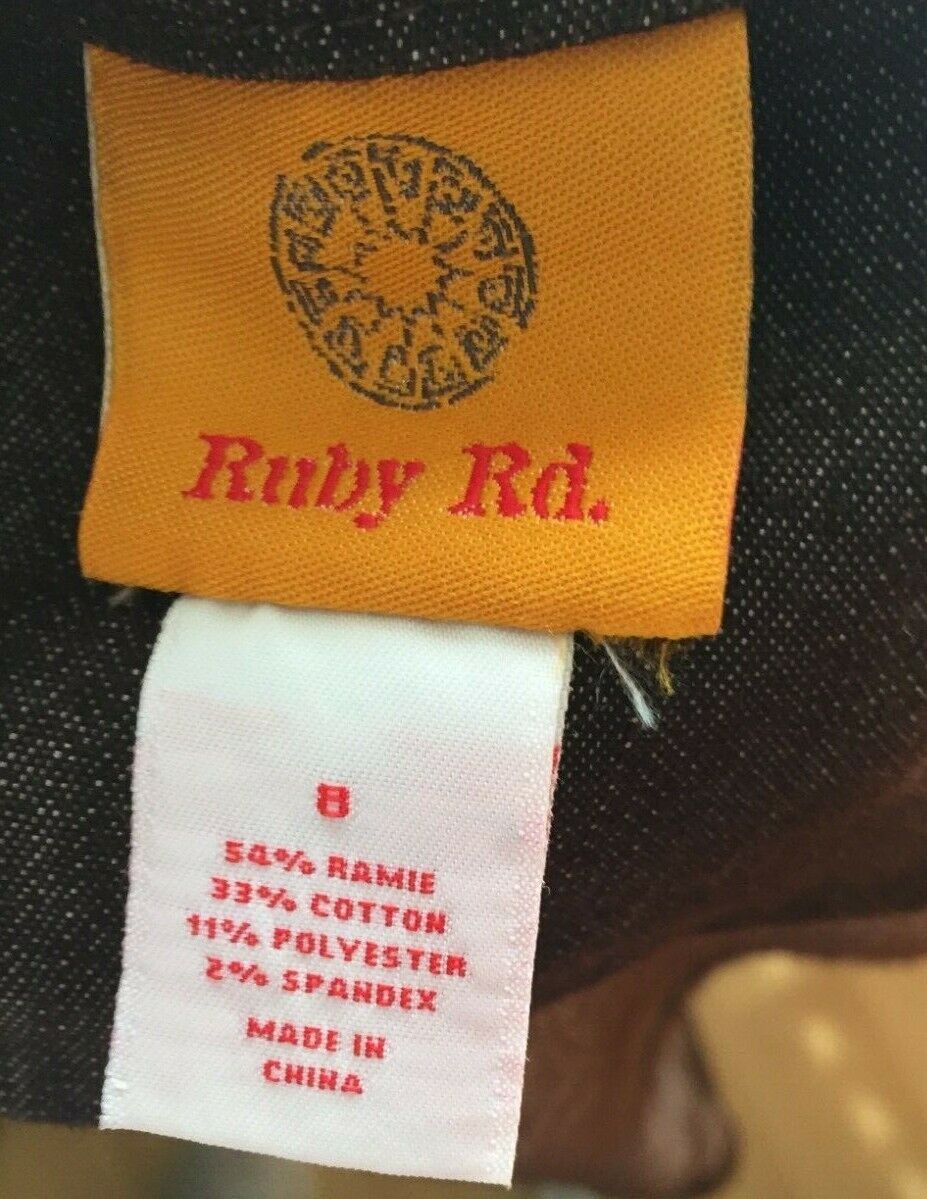 Ruby Rd.
8
54% RAMIE
33% COTTON
11% POLYESTER
2% SPANDEX
MADE IN
CHINA